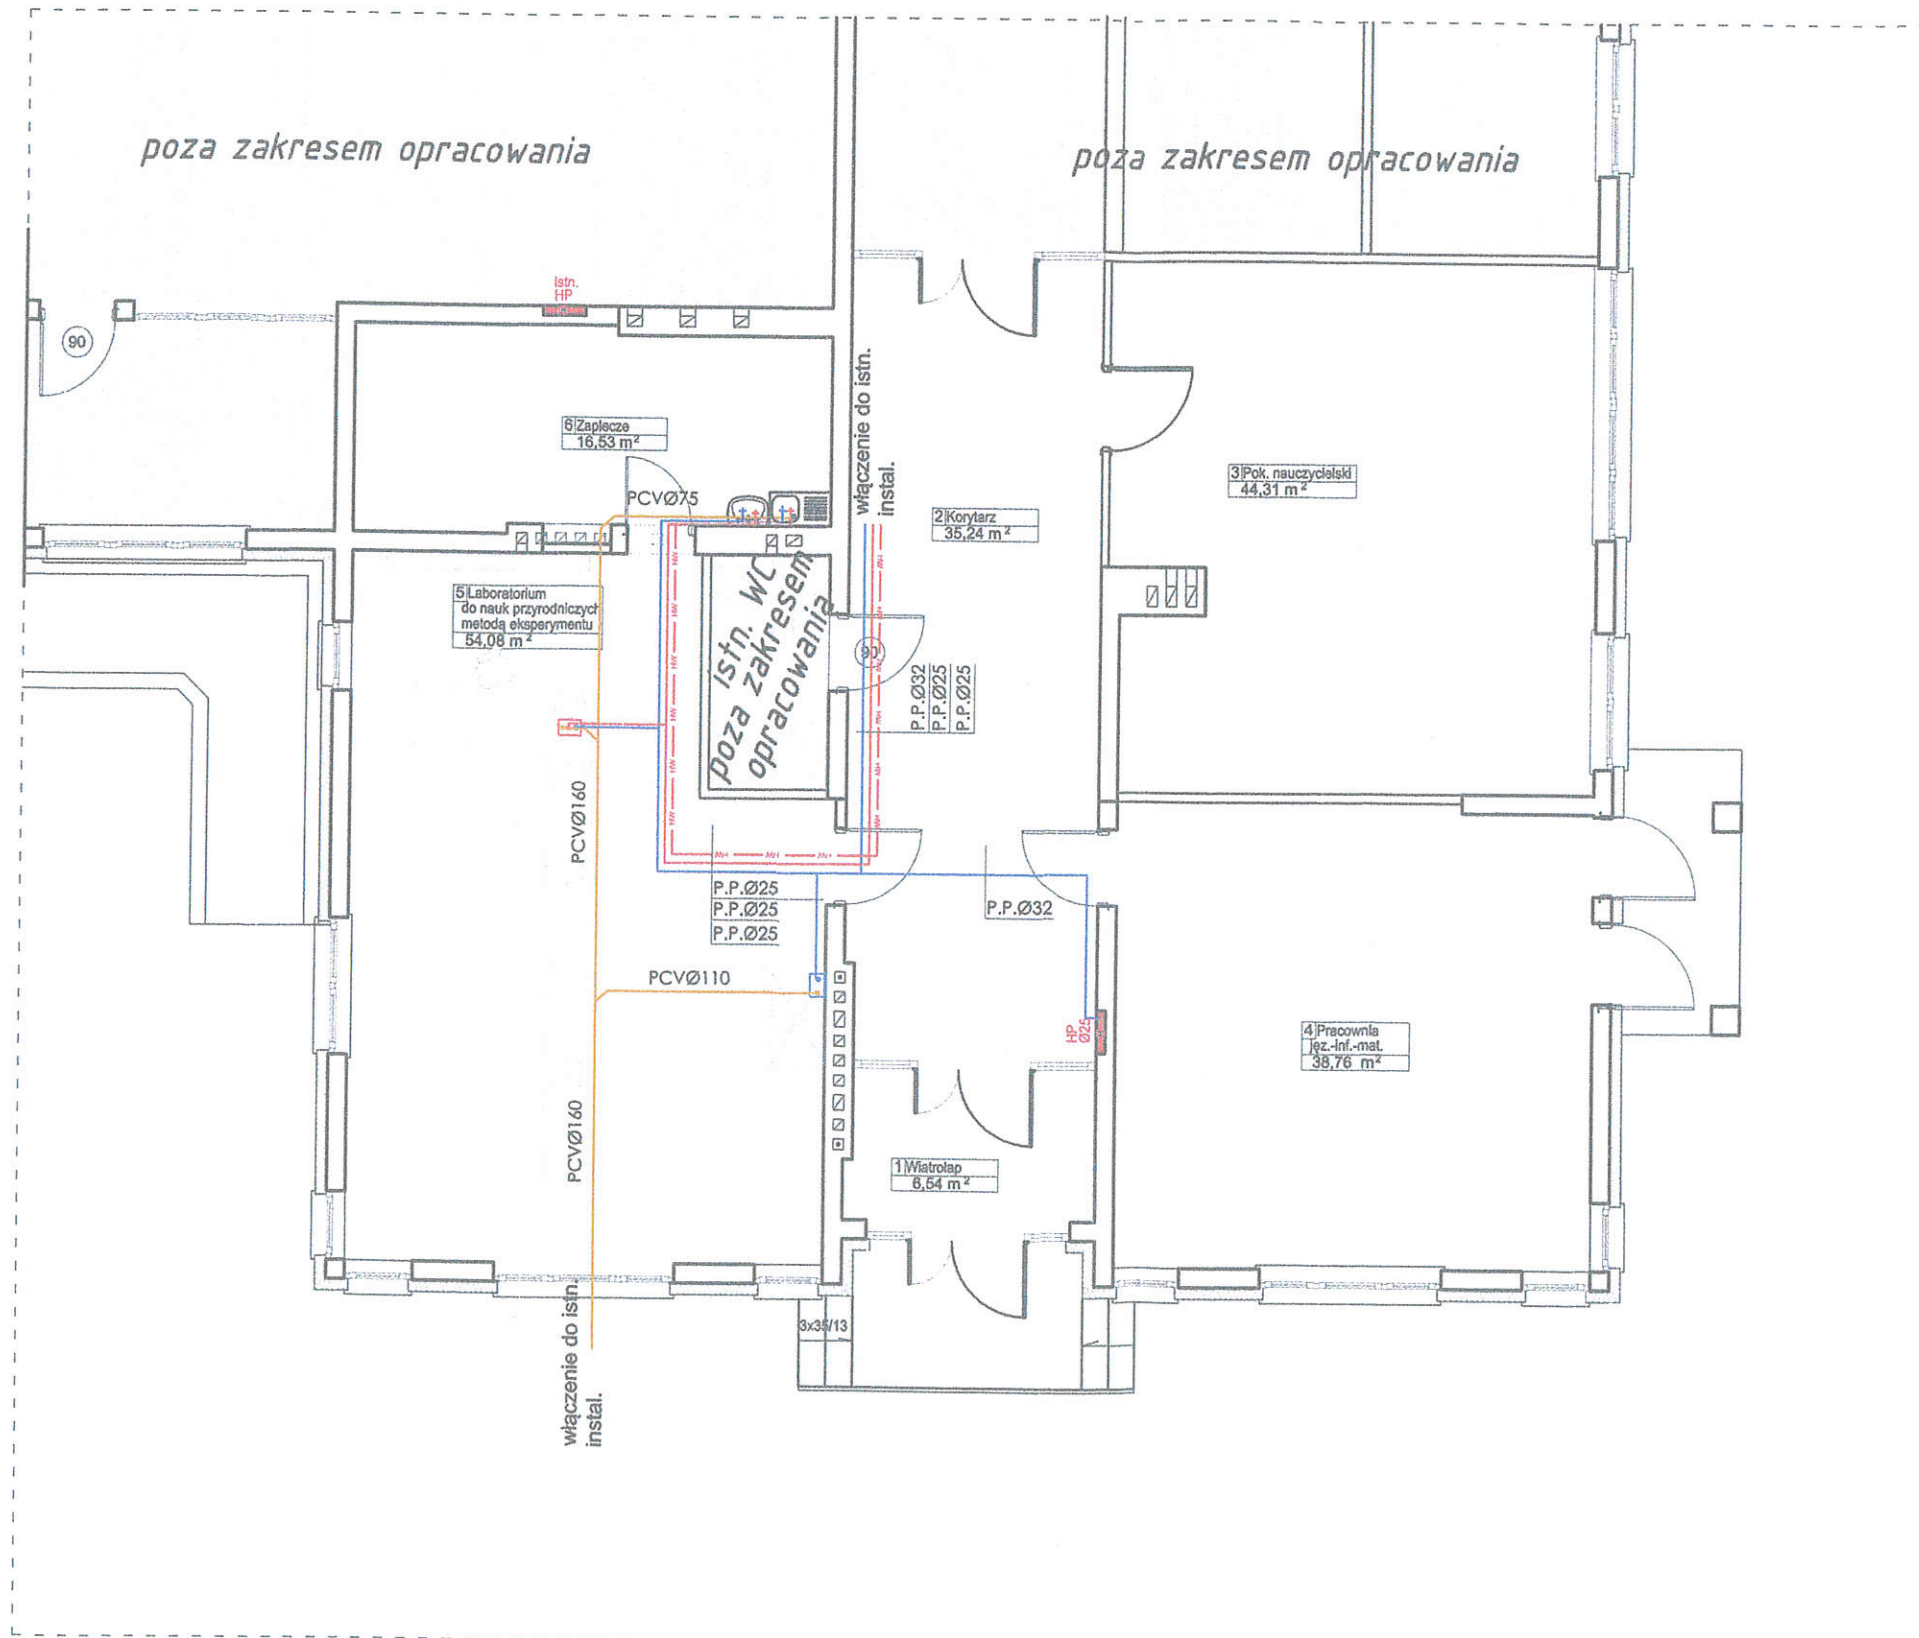 poza zakresem opracowania
poza zakresem opracowania
Istn.
HP
90
włączenie do istn.
instal.
6 Zaplecze
16,53 m²
3 Pok. nauczycielski
44,31 m²
PCVØ75
2 Korytarz
35,24 m²
5 Laboratorium
do nauk przyrodniczych
metodą eksperymentu
54,08 m²
istn. WC
poza zakresem
opracowania
90
P.P.Ø32
P.P.Ø25
P.P.Ø25
PCVØ160
P.P.Ø25
P.P.Ø25
P.P.Ø25
P.P.Ø32
PCVØ110
HP
Ø25
4 Pracownia
jęz.-inf.-mat.
38,76 m²
PCVØ160
1 Wiatrołap
6,54 m²
3x35/13
włączenie do istn.
instal.